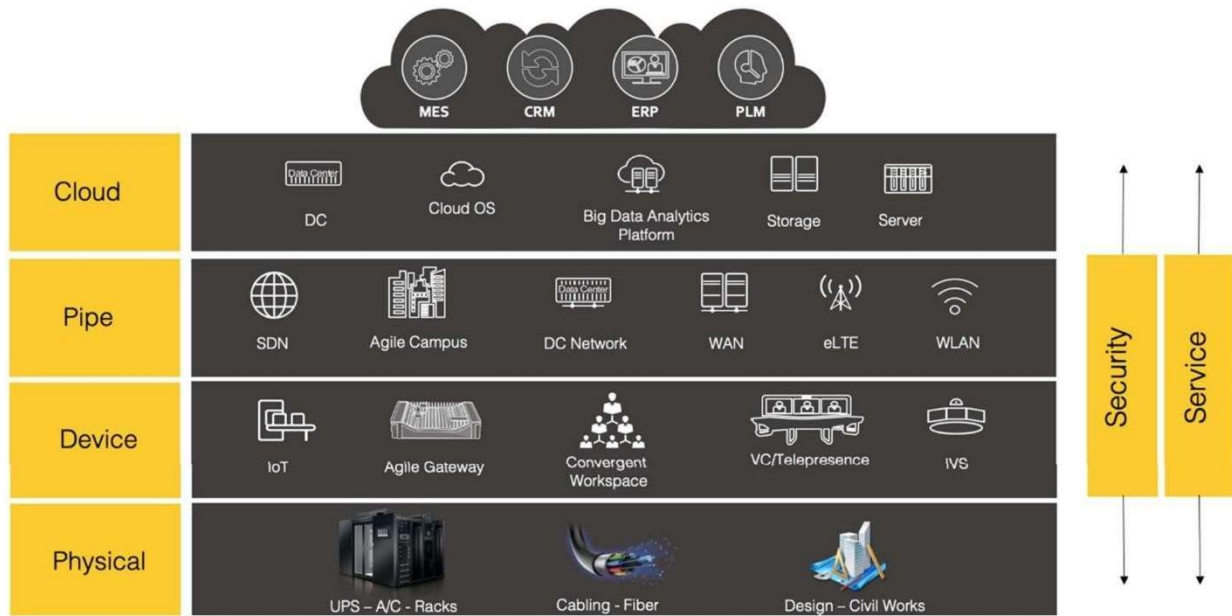 MES
CRM
ERP
PLM
Cloud
Data Center
DC
Cloud OS
Big Data Analytics
Platform
Storage
Server
Pipe
SDN
Agile Campus
Data Center
DC Network
WAN
eLTE
WLAN
Device
IoT
Agile Gateway
Convergent
Workspace
VC/Telepresence
IVS
Physical
UPS – A/C - Racks
Cabling - Fiber
Design – Civil Works
Security
Service